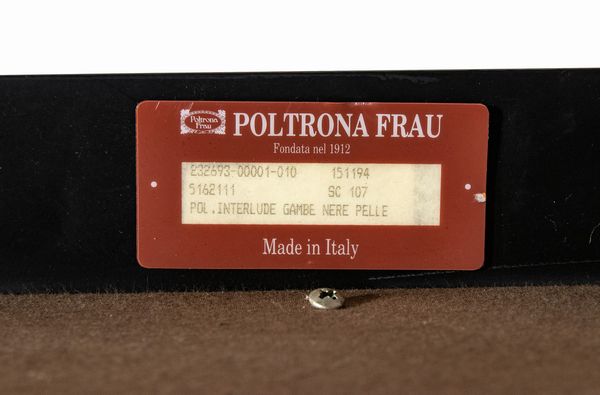 Poltrona
Frau
POLTRONA FRAU
Fondata nel 1912
232693-00001-010 151194
5162111 SC 107
POL.INTERLUDE GAMBE NERE PELLE
Made in Italy